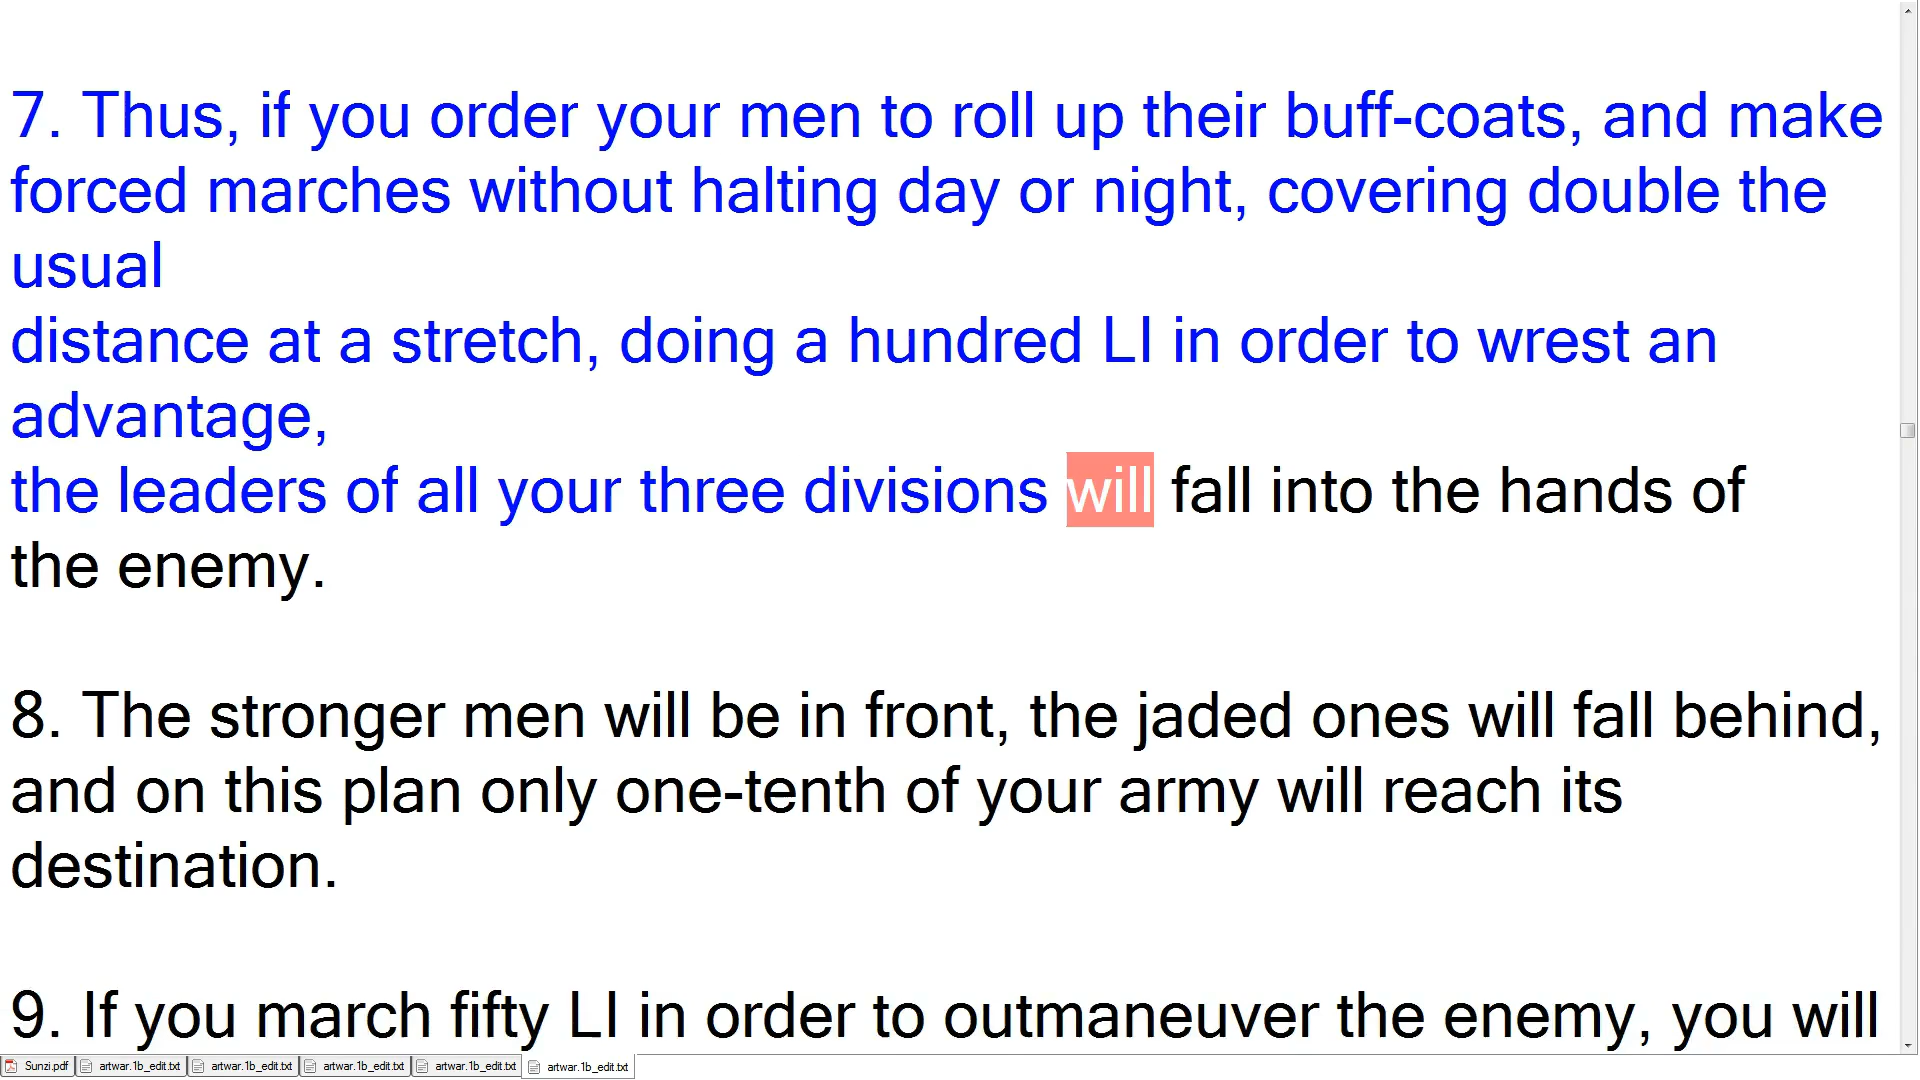 7. Thus, if you order your men to roll up their buff-coats, and make
forced marches without halting day or night, covering double the
usual
distance at a stretch, doing a hundred LI in order to wrest an
advantage,
the leaders of all your three divisions will fall into the hands of
the enemy.
8. The stronger men will be in front, the jaded ones will fall behind,
and on this plan only one-tenth of your army will reach its
destination.
9. If you march fifty LI in order to outmaneuver the enemy, you will
Sunzi.pdf artwar.1b_edit.txt artwar.1b_edit.txt artwar.1b_edit.txt artwar.1b_edit.txt artwar.1b_edit.txt